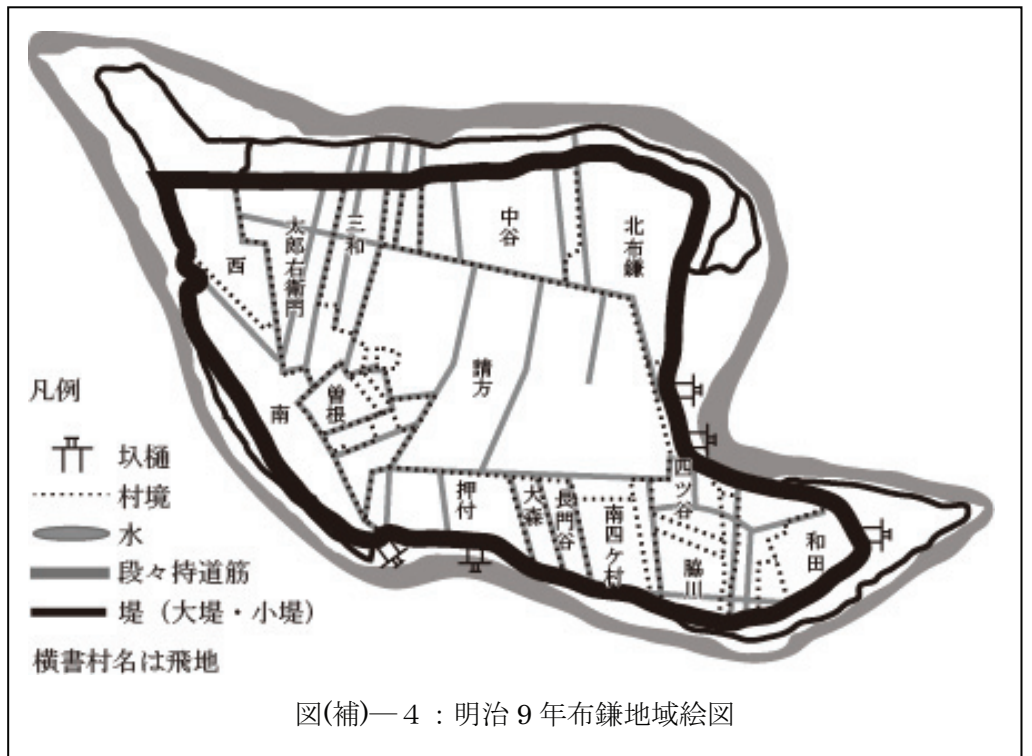 北布鎌
中谷
三和
太郎右衛門
西
請方
曽根
南
四ツ谷
押付
大森
長門谷
南四ケ村
脇川
和田
凡例
圦樋
村境
水
段々持道筋
堤（大堤・小堤）
横書村名は飛地
図(補)―４：明治９年布鎌地域絵図